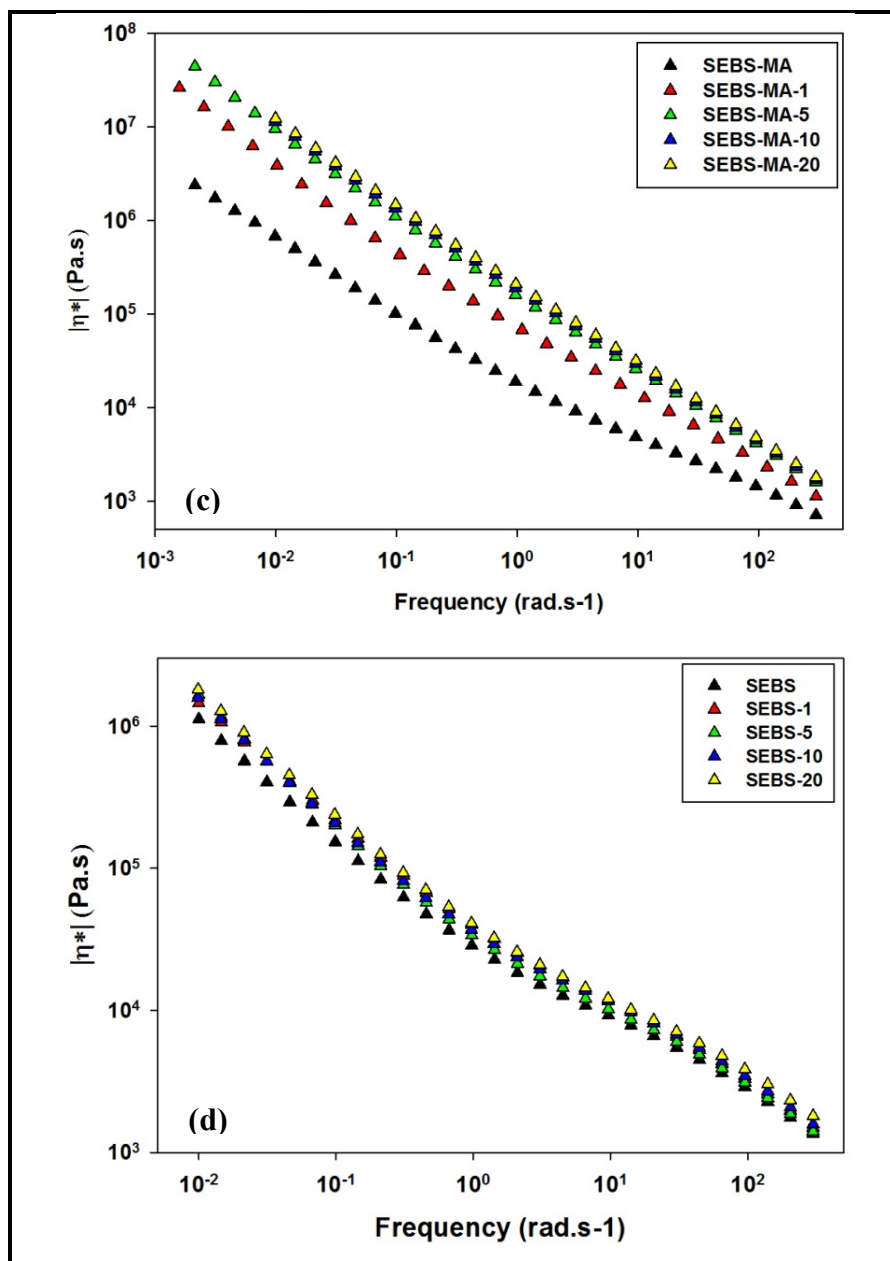 10⁸
10⁷
10⁶
10⁵
10⁴
10³
|η*| (Pa.s)
SEBS-MA
SEBS-MA-1
SEBS-MA-5
SEBS-MA-10
SEBS-MA-20
(c)
10⁻³ 10⁻² 10⁻¹ 10⁰ 10¹ 10²
Frequency (rad.s-1)
10⁶
10⁵
10⁴
10³
|η*| (Pa.s)
SEBS
SEBS-1
SEBS-5
SEBS-10
SEBS-20
(d)
10⁻² 10⁻¹ 10⁰ 10¹ 10²
Frequency (rad.s-1)